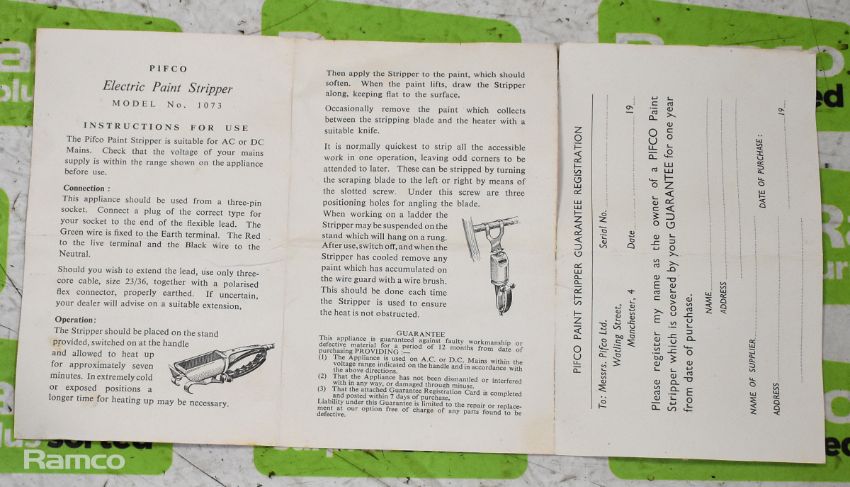 PIFCO
Electric Paint Stripper
MODEL No. 1073
INSTRUCTIONS FOR USE
The Pifco Paint Stripper is suitable for AC or DC
Mains. Check that the voltage of your mains
supply is within the range shown on the appliance
before use.
Connection :
This appliance should be used from a three-pin
socket. Connect a plug of the correct type for
your socket to the end of the flexible lead. The
Green wire is fixed to the Earth terminal. The Red
to the live terminal and the Black wire to the
Neutral.
Should you wish to extend the lead, use only three-
core cable, size 23/36, together with a polarised
flex connector, properly earthed. If uncertain,
your dealer will advise on a suitable extension,
Operation:
The Stripper should be placed on the stand
provided, switched on at the handle
and allowed to heat up
for approximately seven
minutes. In extremely cold
or exposed positions a
longer time for heating up may be necessary.
Then apply the Stripper to the paint, which should
soften. When the paint lifts, draw the Stripper
along, keeping flat to the surface.
Occasionally remove the paint which collects
between the stripping blade and the heater with a
suitable knife.
It is normally quickest to strip all the accessible
work in one operation, leaving odd corners to be
attended to later. These can be stripped by turning
the scraping blade to the left or right by means of
the slotted screw. Under this screw are three
positioning holes for angling the blade.
When working on a ladder the
Stripper may be suspended on the
stand which will hang on a rung.
After use, switch off, and when the
Stripper has cooled remove any
paint which has accumulated on
the wire guard with a wire brush.
This should be done each time
the Stripper is used to ensure
the heat is not obstructed.
GUARANTEE
This appliance is guaranteed against faulty workmanship or
defective material for a period of 12 months from date of
purchasing PROVIDING :—
(1) The Appliance is used on A.C. or D.C. Mains within the
voltage range indicated on the handle and in accordance with
the above directions.
(2) That the Appliance has not been dismantled or interfered
with in any way, or damaged through misuse.
(3) That the attached Guarantee Registration Card is completed
and posted within 7 days of purchase.
Liability under this Guarantee is limited to the repair or replace-
ment at our option free of charge of any parts found to be
defective.
PIFCO PAINT STRIPPER GUARANTEE REGISTRATION
To: Messrs. Pifco Ltd. Serial No.
Watling Street,
Manchester, 4 Date 19
Please register my name as the owner of a PIFCO Paint
Stripper which is covered by your GUARANTEE for one year
from date of purchase.
NAME
ADDRESS
NAME OF SUPPLIER DATE OF PURCHASE : 19
ADDRESS
sorted
Ramco